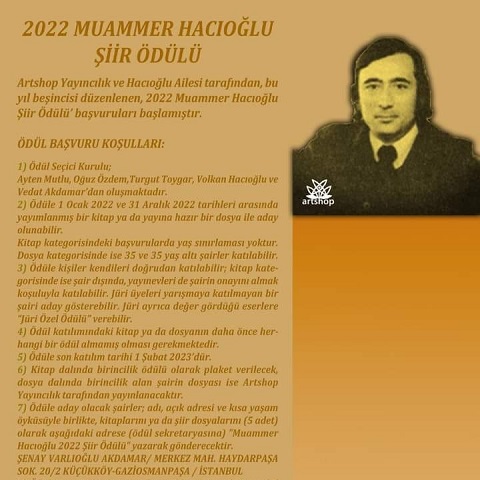 2022 MUAMMER HACIOĞLU
ŞİİR ÖDÜLÜ
Artshop Yayıncılık ve Hacıoğlu Ailesi tarafından, bu
yıl beşincisi düzenlenen, 2022 Muammer Hacıoğlu
Şiir Ödülü' başvuruları başlamıştır.
ÖDÜL BAŞVURU KOŞULLARI:
1) Ödül Seçici Kurulu;
Ayten Mutlu, Oğuz Özdem,Turgut Toygar, Volkan Hacıoğlu ve
Vedat Akdamar'dan oluşmaktadır.
2) Ödüle 1 Ocak 2022 ve 31 Aralık 2022 tarihleri arasında
yayımlanmış bir kitap ya da yayına hazır bir dosya ile aday
olunabilir.
Kitap kategorisindeki başvurularda yaş sınırlaması yoktur.
Dosya kategorisinde ise 35 ve 35 yaş altı şairler katılabilir.
3) Ödüle kişiler kendileri doğrudan katılabilir; kitap kate-
gorisinde ise şair dışında, yayınevleri de şairin onayını almak
koşuluyla katılabilir. Jüri üyeleri yarışmaya katılmayan bir
şairi aday gösterebilir. Jüri ayrıca değer gördüğü eserlere
"Jüri Özel Ödülü" verebilir.
4) Ödül katılımındaki kitap ya da dosyanın daha önce her-
hangi bir ödül almamış olması gerekmektedir.
5) Ödüle son katılım tarihi 1 Şubat 2023'dür.
6) Kitap dalında birincilik ödülü olarak plaket verilecek,
dosya dalında birincilik alan şairin dosyası ise Artshop
Yayıncılık tarafından yayınlanacaktır.
7) Ödüle aday olacak şairler; adı, açık adresi ve kısa yaşam
öyküsüyle birlikte, kitaplarını ya da şiir dosyalarını (5 adet)
olarak aşağıdaki adrese (ödül sekretaryasına) "Muammer
Hacıoğlu 2022 Şiir Ödülü" yazarak gönderecektir.
ŞENAY VARLIOĞLU AKDAMAR/ MERKEZ MAH. HAYDARPAŞA
SOK. 20/2 KÜÇÜKKÖY-GAZİOSMANPAŞA / İSTANBUL
artshop